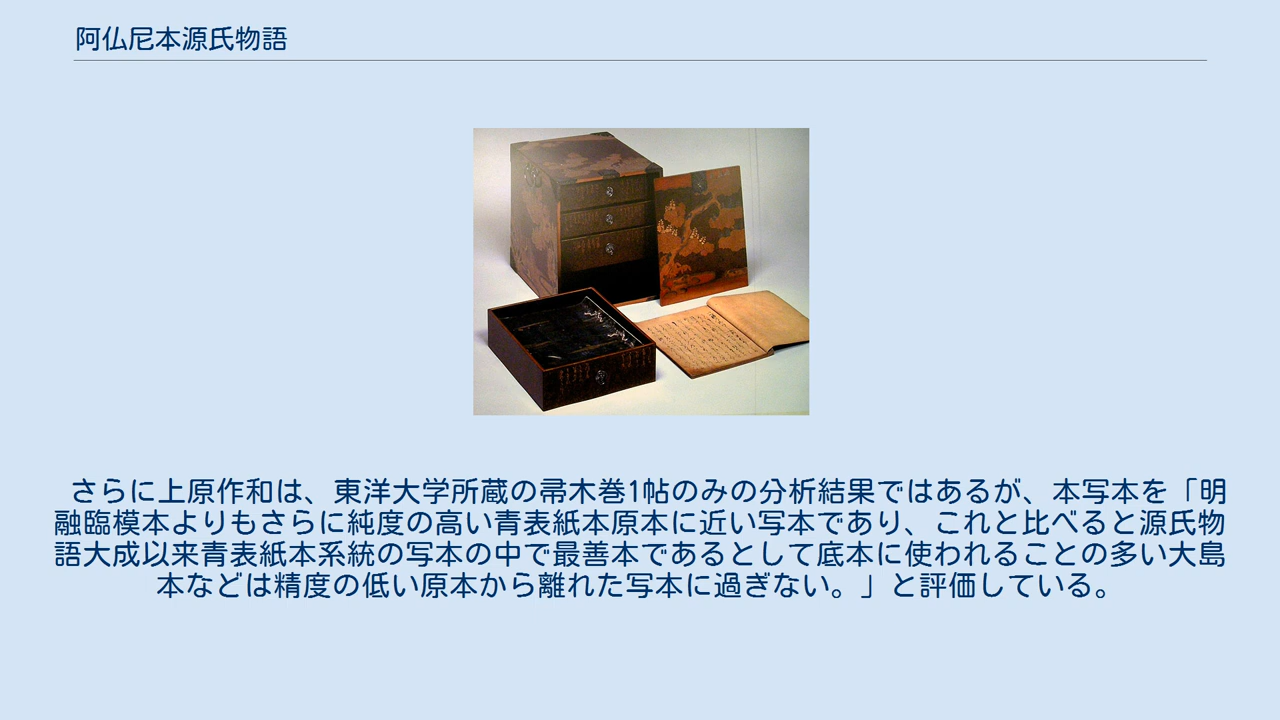 阿仏尼本源氏物語
さらに上原作和は、東洋大学所蔵の帚木巻1帖のみの分析結果ではあるが、本写本を「明
融臨模本よりもさらに純度の高い青表紙本原本に近い写本であり、これと比べると源氏物
語大成以来青表紙本系統の写本の中で最善本であるとして底本に使われることの多い大島
本などは精度の低い原本から離れた写本に過ぎない。」と評価している。